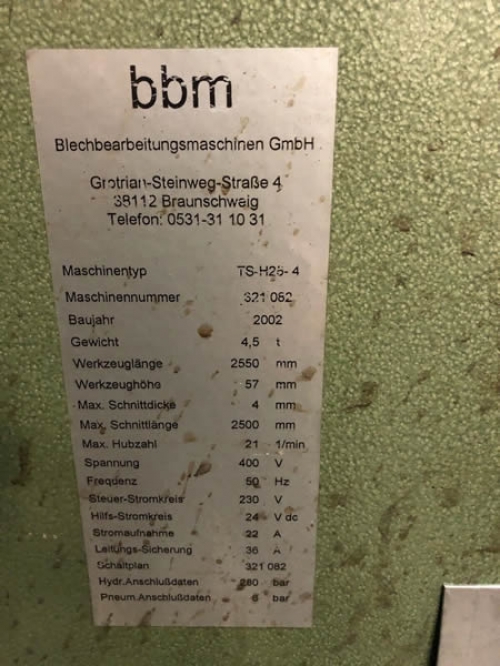 bbm
Blechbearbeitungsmaschinen GmbH
Grotrian-Steinweg-Straße 4
38112 Braunschwaig
Telefon: 0531-31 10 31
Maschinentyp TS-H25-4
Maschinennummer 321 082
Baujahr 2002
Gewicht 4,5 t
Werkzeuglänge 2550 mm
Werkzeughöhe 57 mm
Max. Schnittdicke 4 mm
Max. Schnittlänge 2500 mm
Max. Hubzahl 21 1/min
Spannung 400 V
Frequenz 50 Hz
Steuer-Stromkreis 230 V
Hilfs-Stromkreis 24 V dc
Stromaufnahme 22 A
Leitungs-Sicherung 36 A
Schaltplan 321 082
Hydr.Anschlußdaten 280 bar
Pneum.Anschlußdaten 6 bar